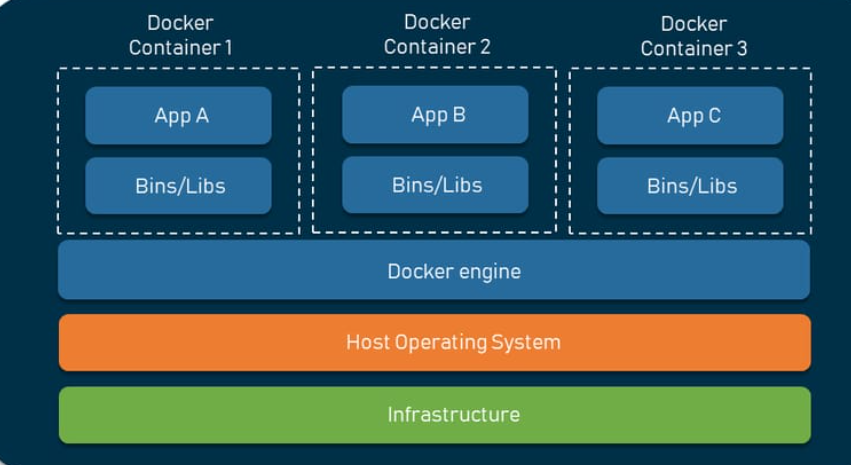 Docker
Container 1
Docker
Container 2
Docker
Container 3
App A
App B
App C
Bins/Libs
Bins/Libs
Bins/Libs
Docker engine
Host Operating System
Infrastructure